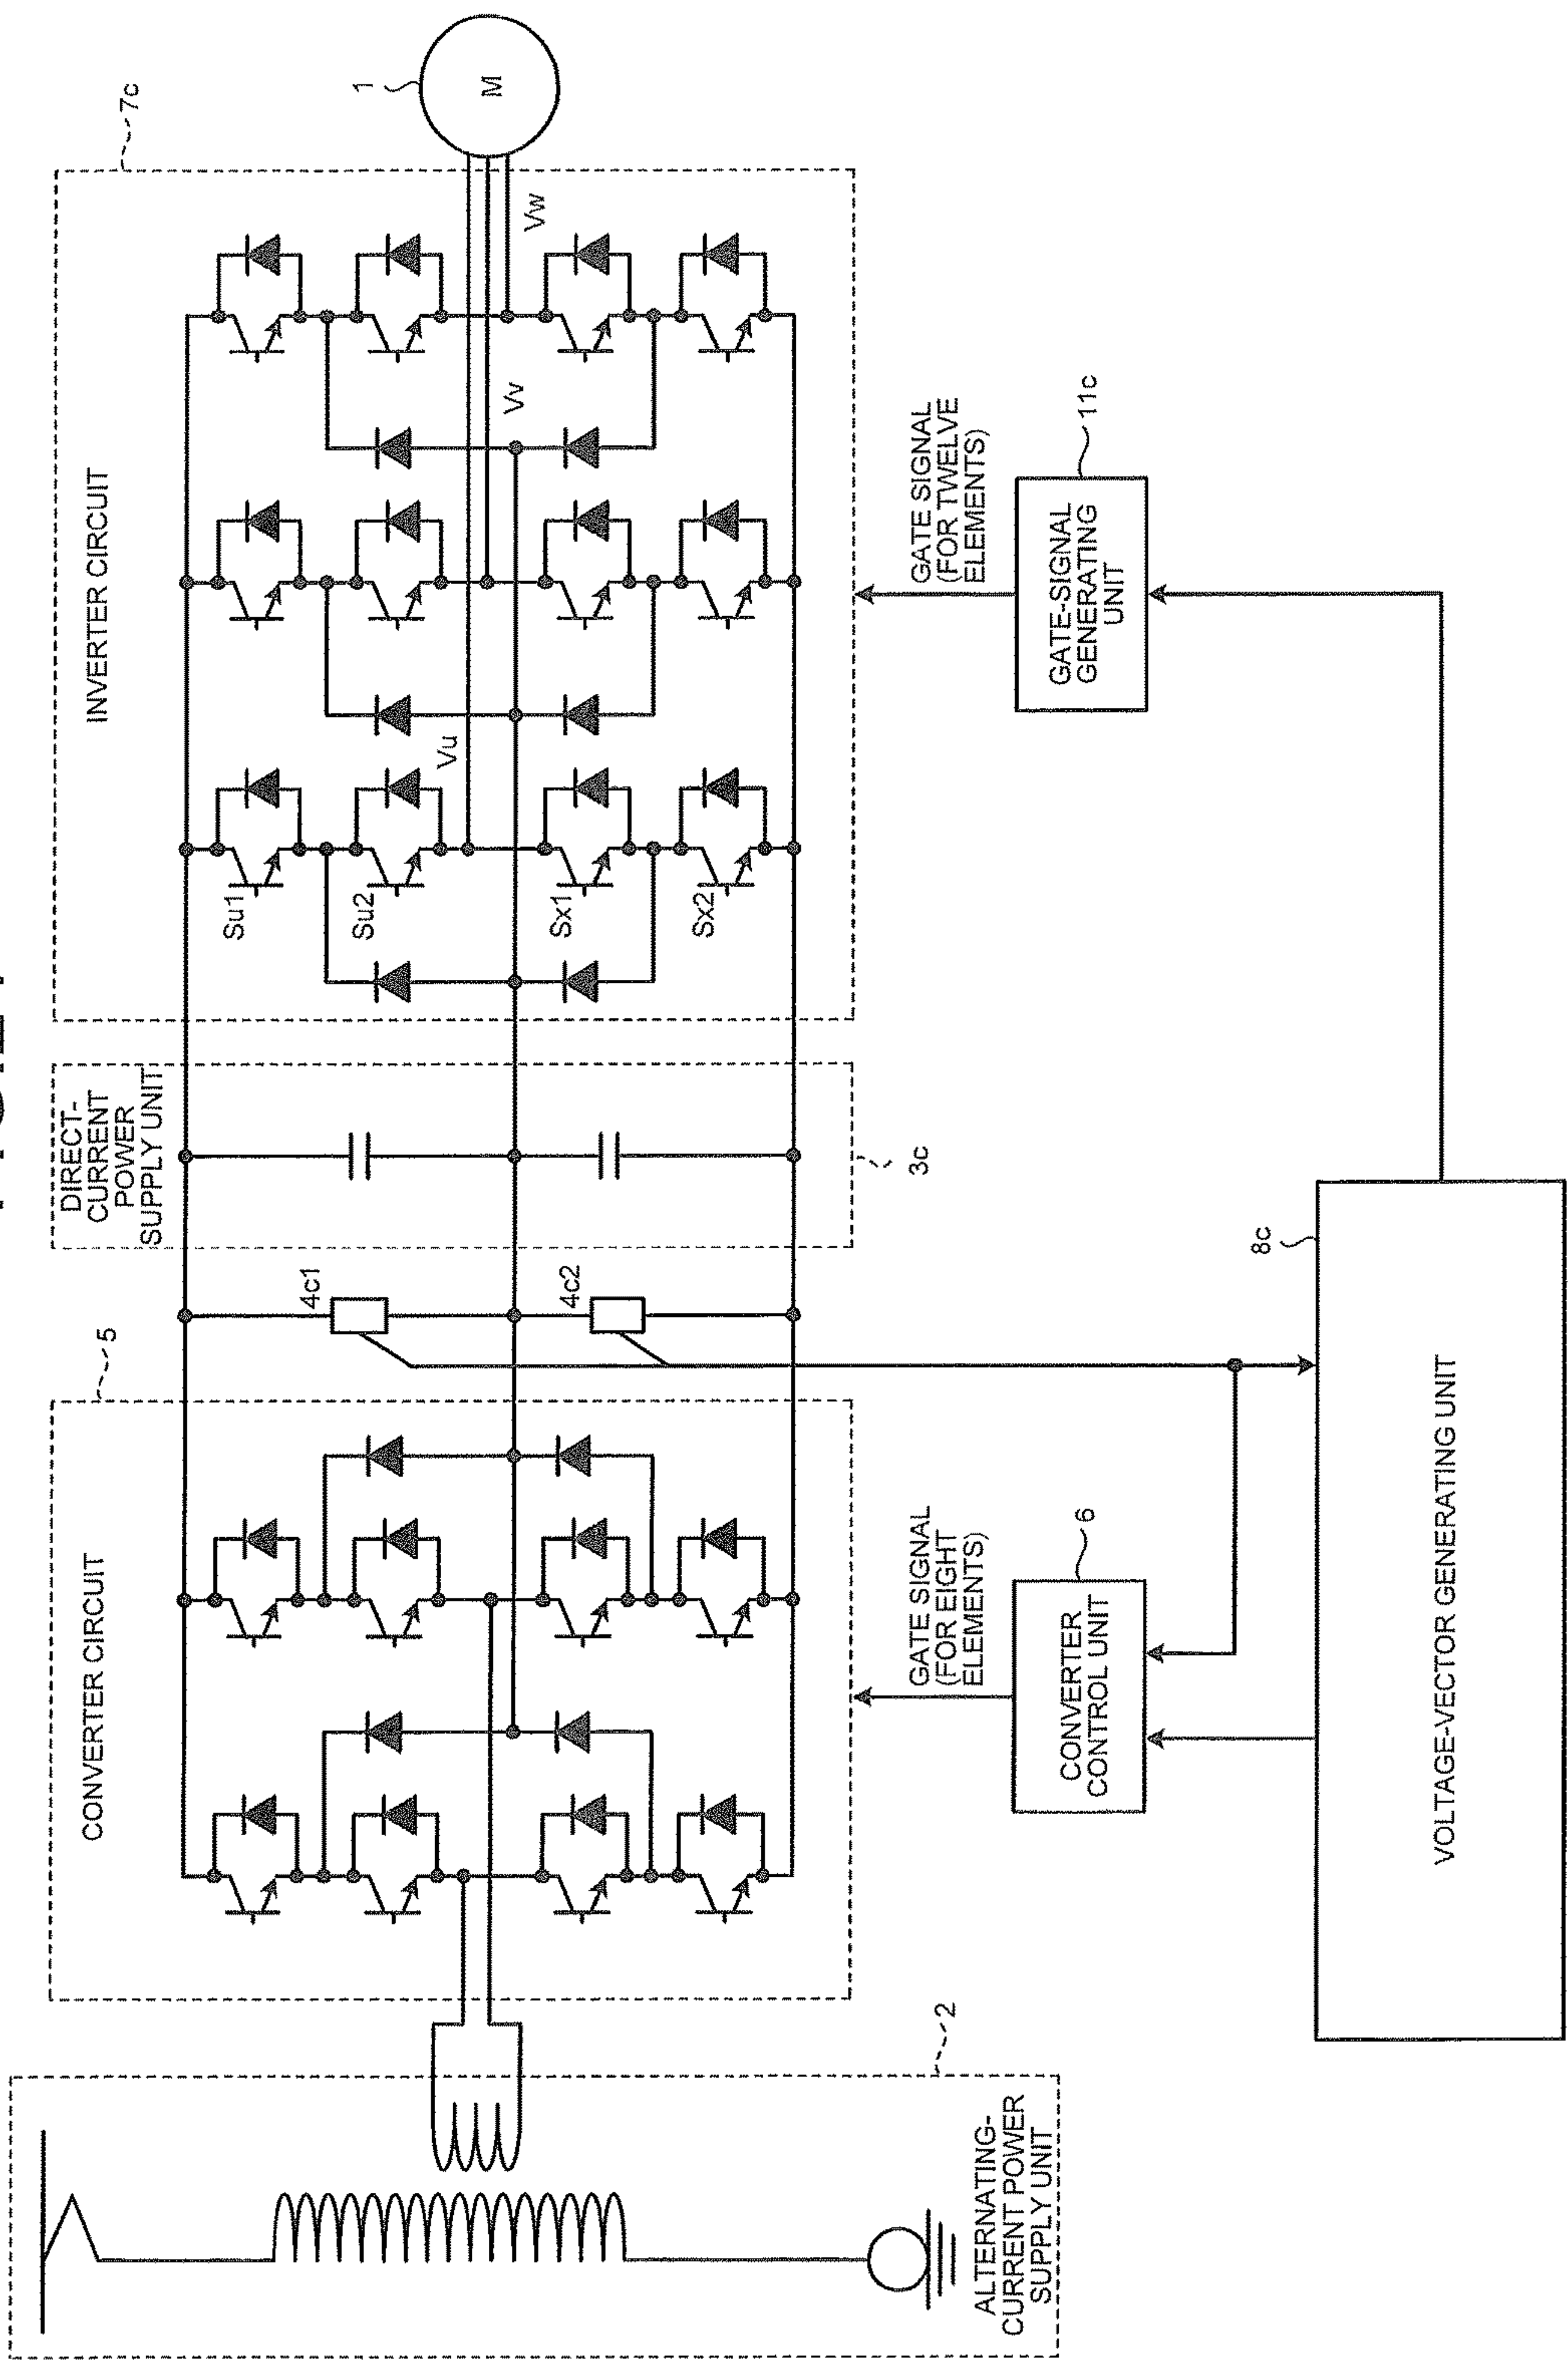 7c
INVERTER CIRCUIT
1
M
Vw
Vv
Vu
Su1
Su2
Sx1
Sx2
DIRECT-
CURRENT
POWER
SUPPLY UNIT
3c
4c1
4c2
5
CONVERTER CIRCUIT
GATE SIGNAL
(FOR TWELVE
ELEMENTS)
11c
GATE-SIGNAL
GENERATING
UNIT
GATE SIGNAL
(FOR EIGHT
ELEMENTS)
6
CONVERTER
CONTROL UNIT
8c
VOLTAGE-VECTOR GENERATING UNIT
2
ALTERNATING-
CURRENT POWER
SUPPLY UNIT